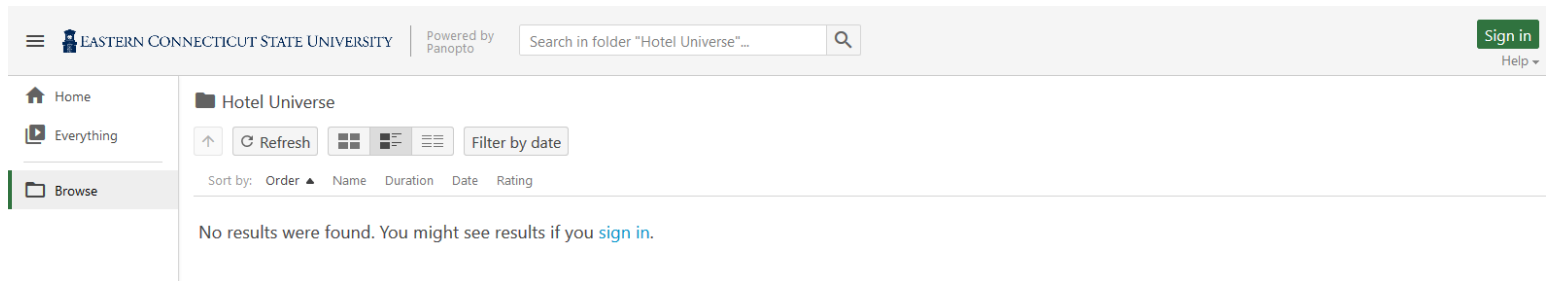 EASTERN CONNECTICUT STATE UNIVERSITY
Powered by
Panopto
Search in folder "Hotel Universe"...
Sign in
Help
Home
Everything
Browse
Hotel Universe
Refresh
Filter by date
Sort by: Order Name Duration Date Rating
No results were found. You might see results if you sign in.